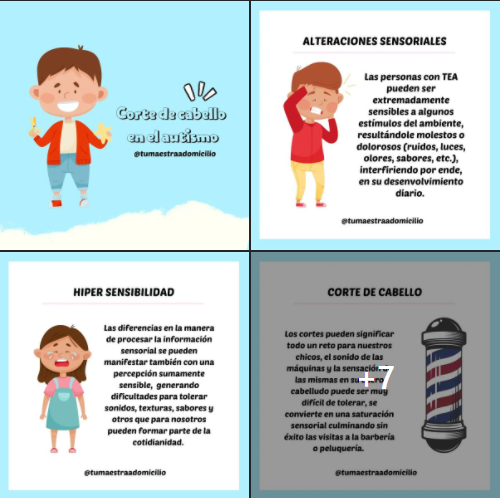 Corte de cabello
en el autismo
@tumaestraadomicilio
ALTERACIONES SENSORIALES
Las personas con TEA
pueden ser
extremadamente
sensibles a algunos
estímulos del ambiente,
resultándole molestos o
dolorosos (ruidos, luces,
olores, sabores, etc.),
interfiriendo por ende,
en su desenvolvimiento
diario.
@tumaestraadomicilio
HIPER SENSIBILIDAD
Las diferencias en la manera
de procesar la información
sensorial se pueden
manifestar también con una
percepción sumamente
sensible, generando
dificultades para tolerar
sonidos, texturas, sabores y
otros que para nosotros
pueden formar parte de la
cotidianidad.
@tumaestraadomicilio
CORTE DE CABELLO
Los cortes pueden significar
todo un reto para nuestros
chicos, el sonido de las
máquinas y la sensación
las mismas en su
cabelludo puede ser muy
difícil de tolerar, se
convierte en una saturación
sensorial culminando sin
éxito las visitas a la barbería
o peluquería.
+7
@tumaestraadomicilio